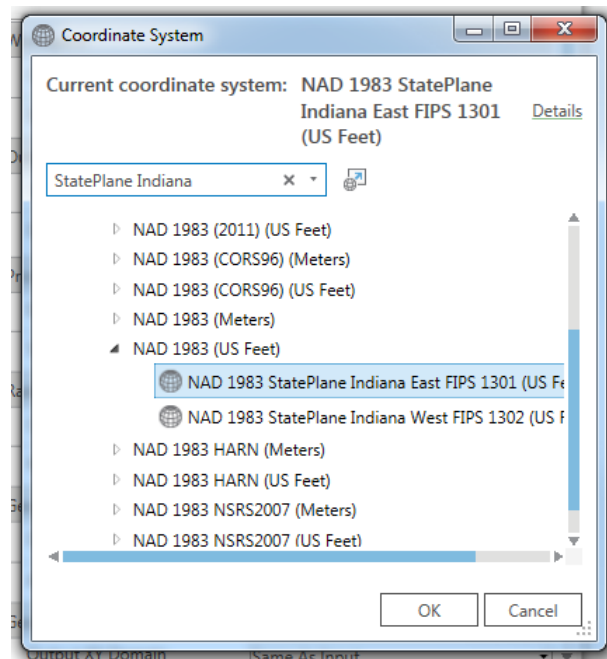 Coordinate System
Current coordinate system: NAD 1983 StatePlane
Indiana East FIPS 1301
(US Feet)
Details
StatePlane Indiana
NAD 1983 (2011) (US Feet)
NAD 1983 (CORS96) (Meters)
NAD 1983 (CORS96) (US Feet)
NAD 1983 (Meters)
NAD 1983 (US Feet)
NAD 1983 StatePlane Indiana East FIPS 1301 (US Fe
NAD 1983 StatePlane Indiana West FIPS 1302 (US F
NAD 1983 HARN (Meters)
NAD 1983 HARN (US Feet)
NAD 1983 NSRS2007 (Meters)
NAD 1983 NSRS2007 (US Feet)
OK
Cancel
Output XY Domain
Same As Input